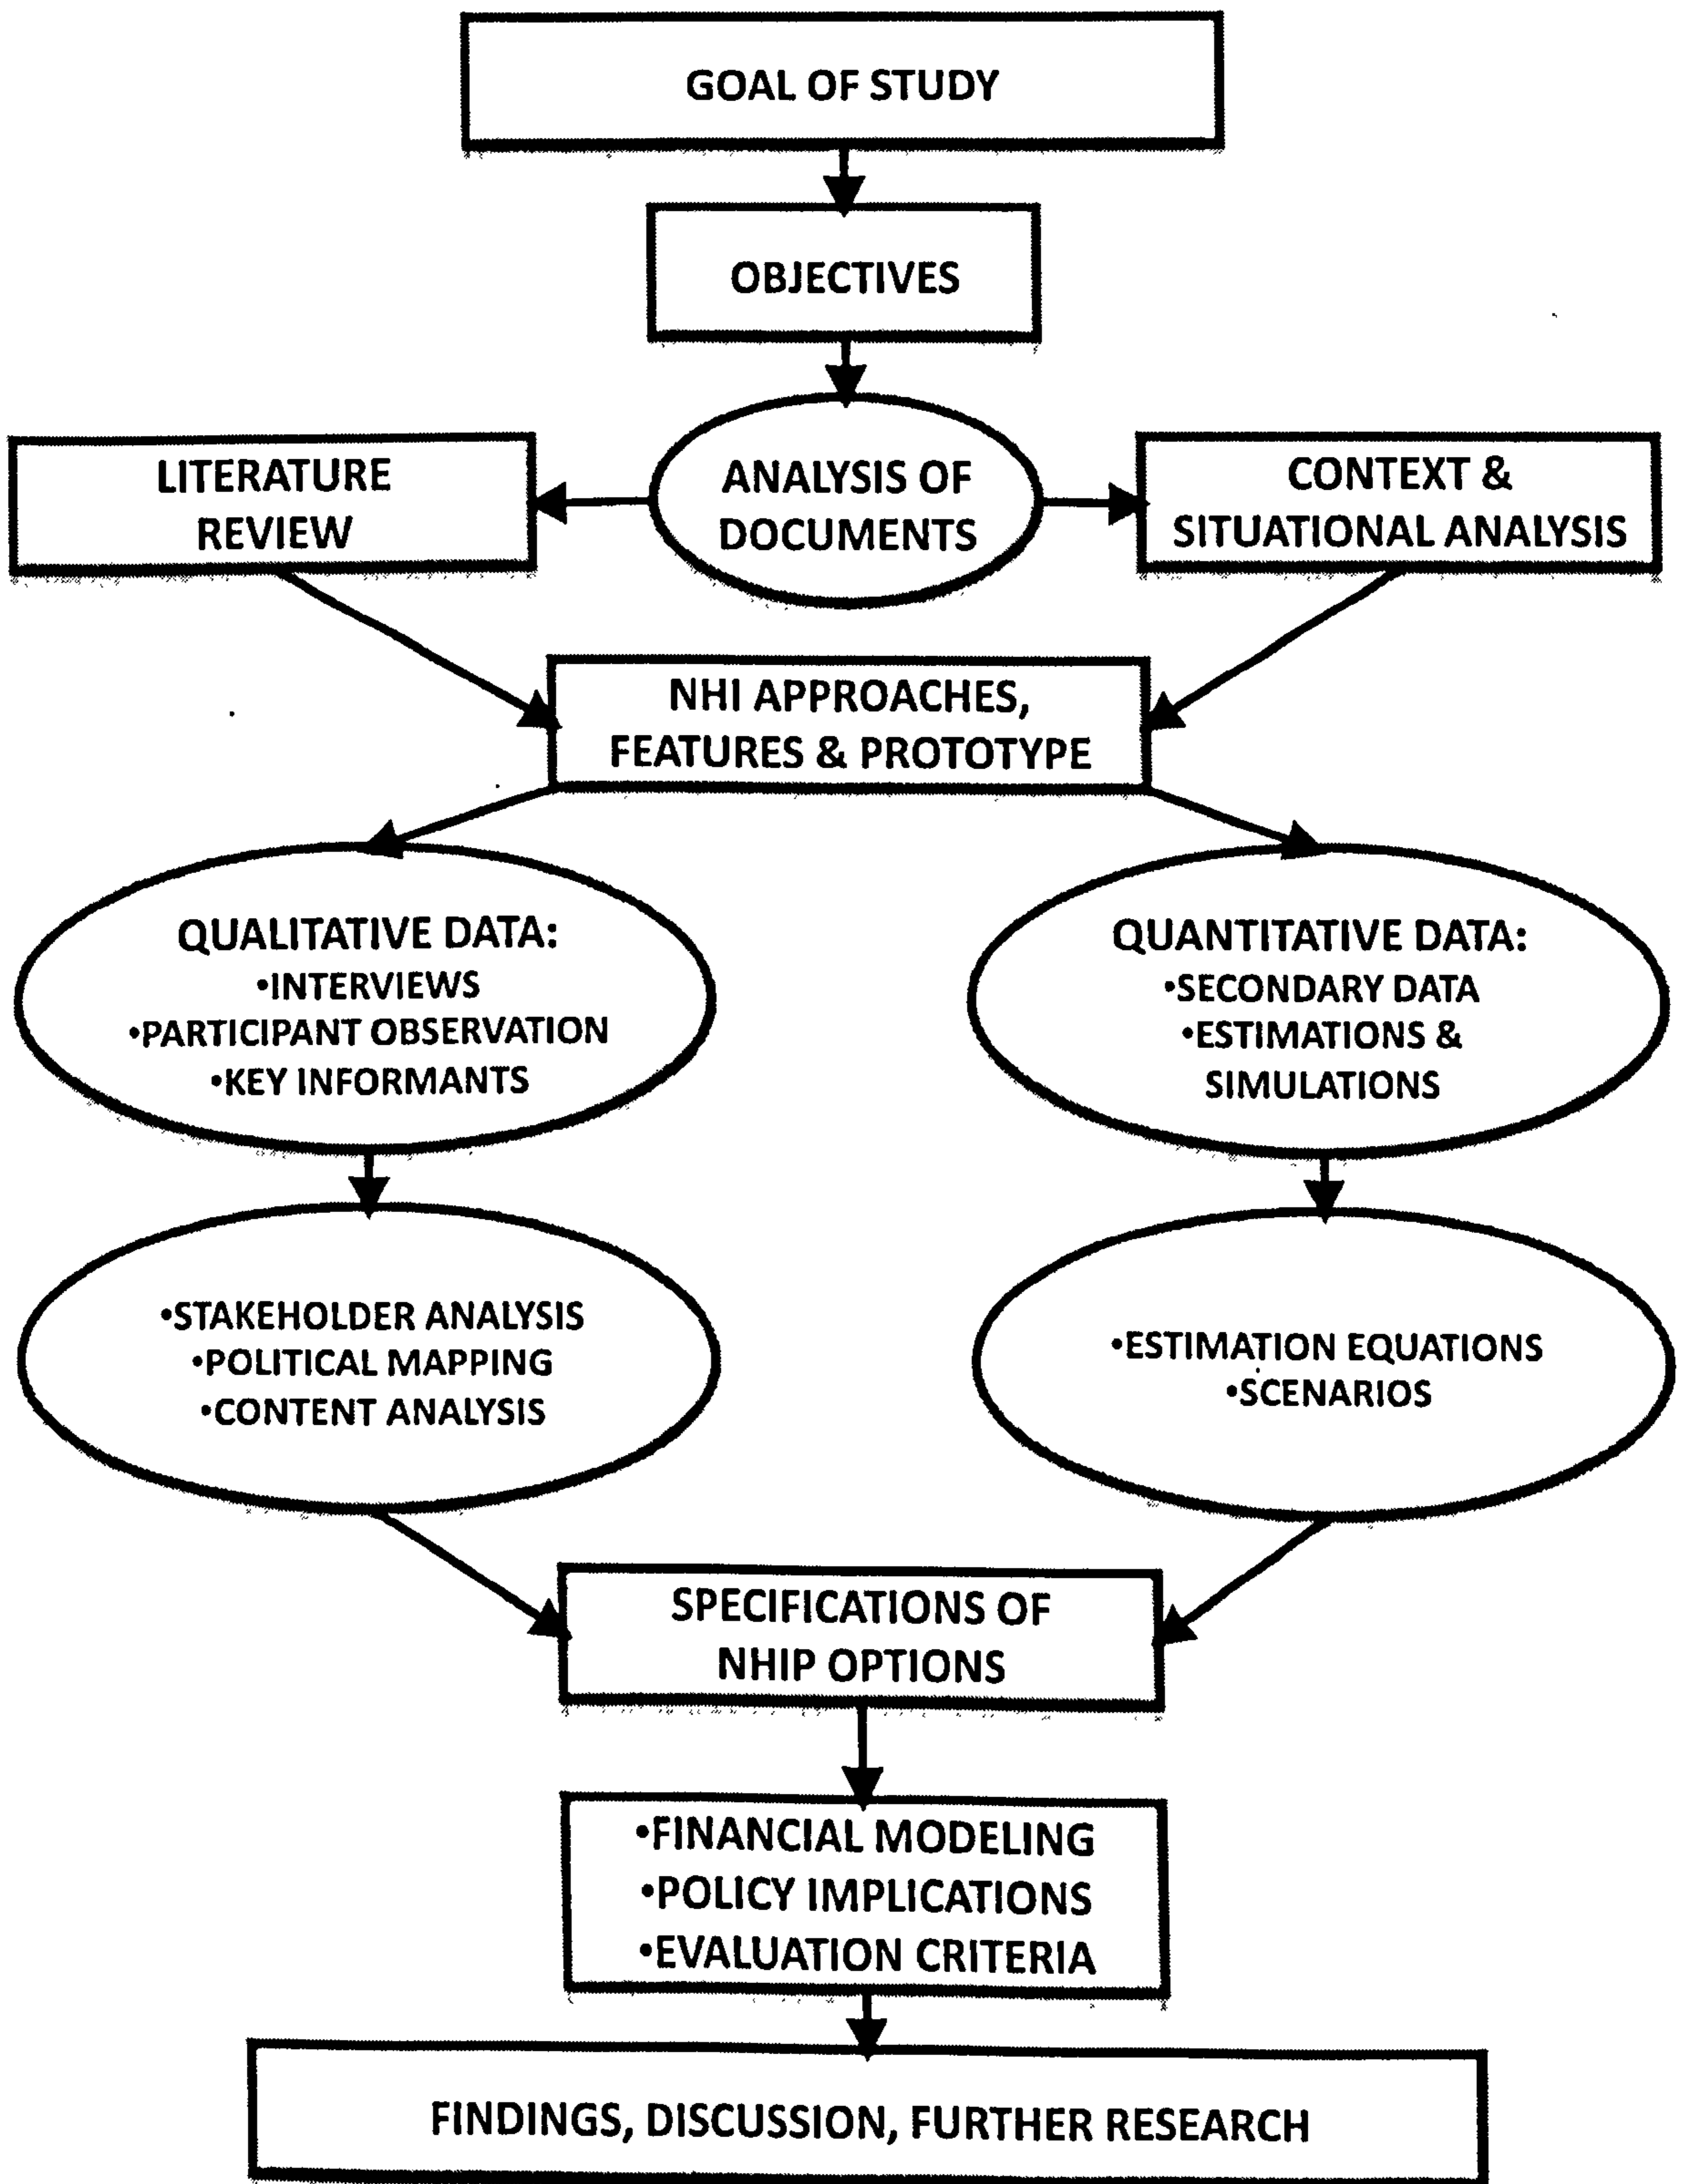 GOAL OF STUDY
OBJECTIVES
LITERATURE
REVIEW
ANALYSIS OF
DOCUMENTS
CONTEXT &
SITUATIONAL ANALYSIS
NHI APPROACHES,
FEATURES & PROTOTYPE
QUALITATIVE DATA:
•INTERVIEWS
•PARTICIPANT OBSERVATION
•KEY INFORMANTS
QUANTITATIVE DATA:
•SECONDARY DATA
•ESTIMATIONS &
SIMULATIONS
•STAKEHOLDER ANALYSIS
•POLITICAL MAPPING
•CONTENT ANALYSIS
•ESTIMATION EQUATIONS
•SCENARIOS
SPECIFICATIONS OF
NHIP OPTIONS
•FINANCIAL MODELING
•POLICY IMPLICATIONS
•EVALUATION CRITERIA
FINDINGS, DISCUSSION, FURTHER RESEARCH